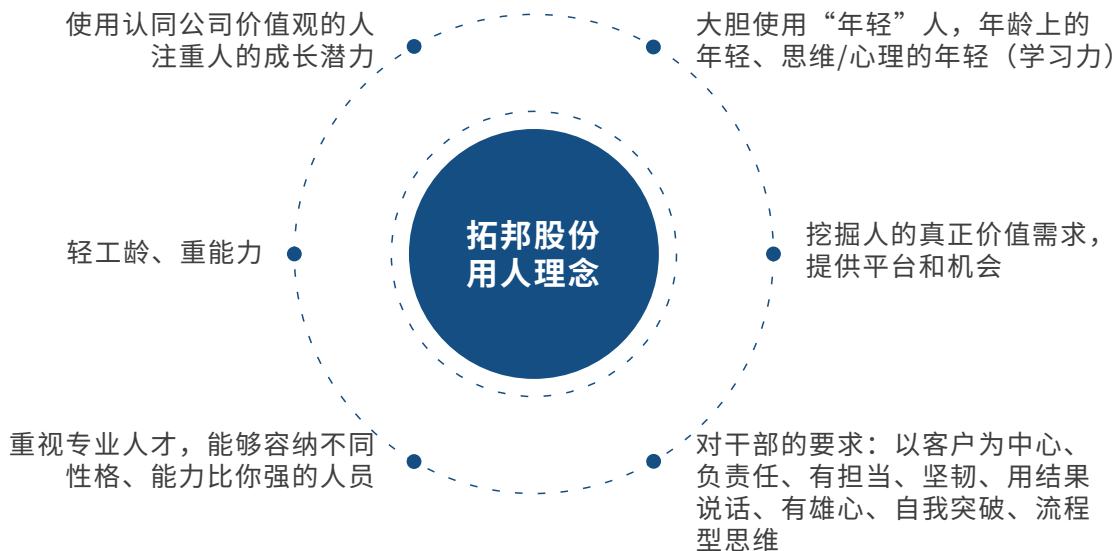 使用认同公司价值观的人
注重人的成长潜力
大胆使用“年轻”人，年龄上的
年轻、思维/心理的年轻（学习力）
拓邦股份
用人理念
轻工龄、重能力
挖掘人的真正价值需求，
提供平台和机会
重视专业人才，能够容纳不同
性格、能力比你强的人员
对干部的要求：以客户为中心、
负责任、有担当、坚韧、用结果
说话、有雄心、自我突破、流程
型思维